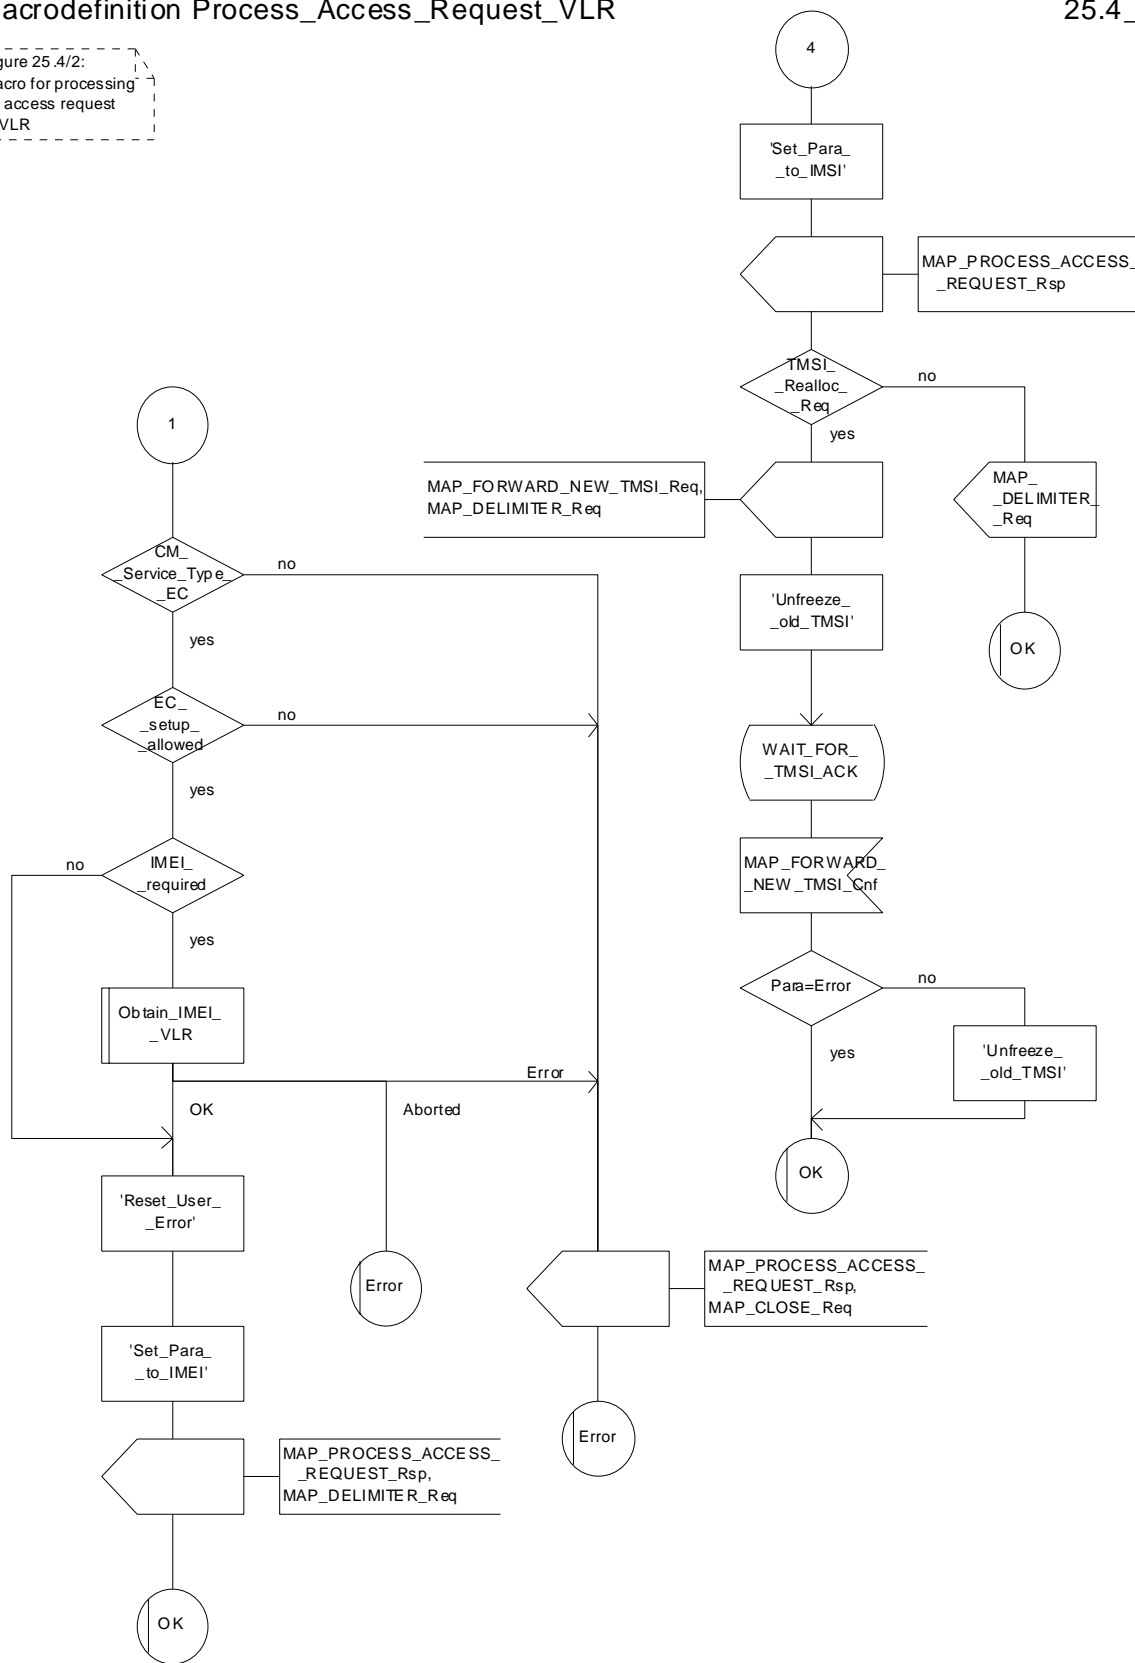 acrodefinition Process_Access_Request_VLR
25.4_
gure 25.4/2:
acro for processing
access request
VLR
4
'Set_Para_
_to_IMSI'
MAP_PROCESS_ACCESS_
_REQUEST_Rsp
TMSI_
_Realloc_
_Req
no
yes
MAP_FORWARD_NEW_TMSI_Req,
MAP_DELIMITER_Req
MAP_
_DELIMITER_
_Req
'Unfreeze_
_old_TMSI'
OK
WAIT_FOR_
_TMSI_ACK
MAP_FORWARD_
_NEW_TMSI_Cnf
Para=Error
no
yes
'Unfreeze_
_old_TMSI'
OK
1
CM_
_Service_Type_
_EC
no
yes
EC_
_setup_
_allowed
no
yes
IMEI_
_required
no
yes
Obtain_IMEI_
_VLR
Error
OK
Aborted
'Reset_User_
_Error'
Error
MAP_PROCESS_ACCESS_
_REQUEST_Rsp,
MAP_CLOSE_Req
'Set_Para_
_to_IMEI'
Error
MAP_PROCESS_ACCESS_
_REQUEST_Rsp,
MAP_DELIMITER_Req
OK